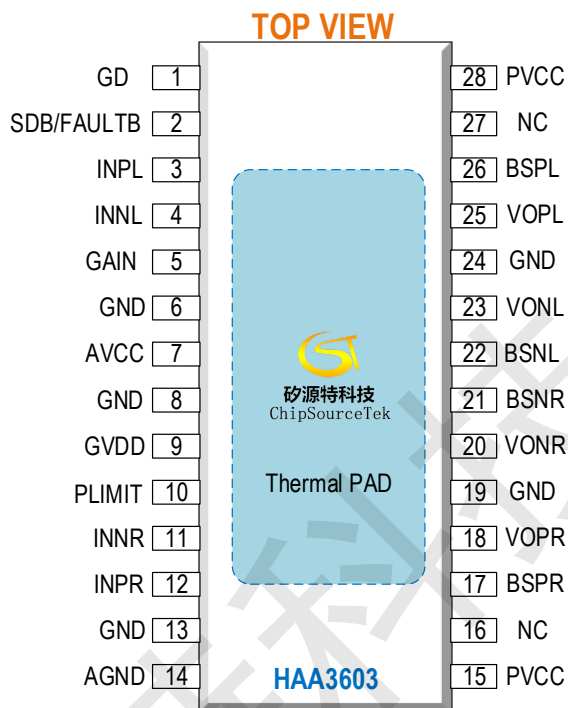 TOP VIEW
GD 1 28 PVCC
SDB/FAULTB 2 27 NC
INPL 3 26 BSPL
INNL 4 25 VOPL
GAIN 5 24 GND
GND 6 23 VONL
AVCC 7 22 BSNL
GND 8 21 BSNR
GVDD 9 20 VONR
PLIMIT 10 19 GND
INNR 11 18 VOPR
INPR 12 17 BSPR
GND 13 16 NC
AGND 14 15 PVCC
矽源特科技
ChipSourceTek
Thermal PAD
HAA3603